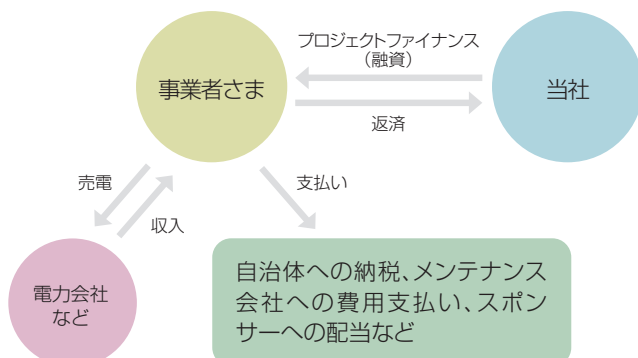 プロジェクトファイナンス
（融資）
事業者さま
当社
返済
売電
支払い
収入
電力会社
など
自治体への納税、メンテナンス
会社への費用支払い、スポン
サーへの配当など